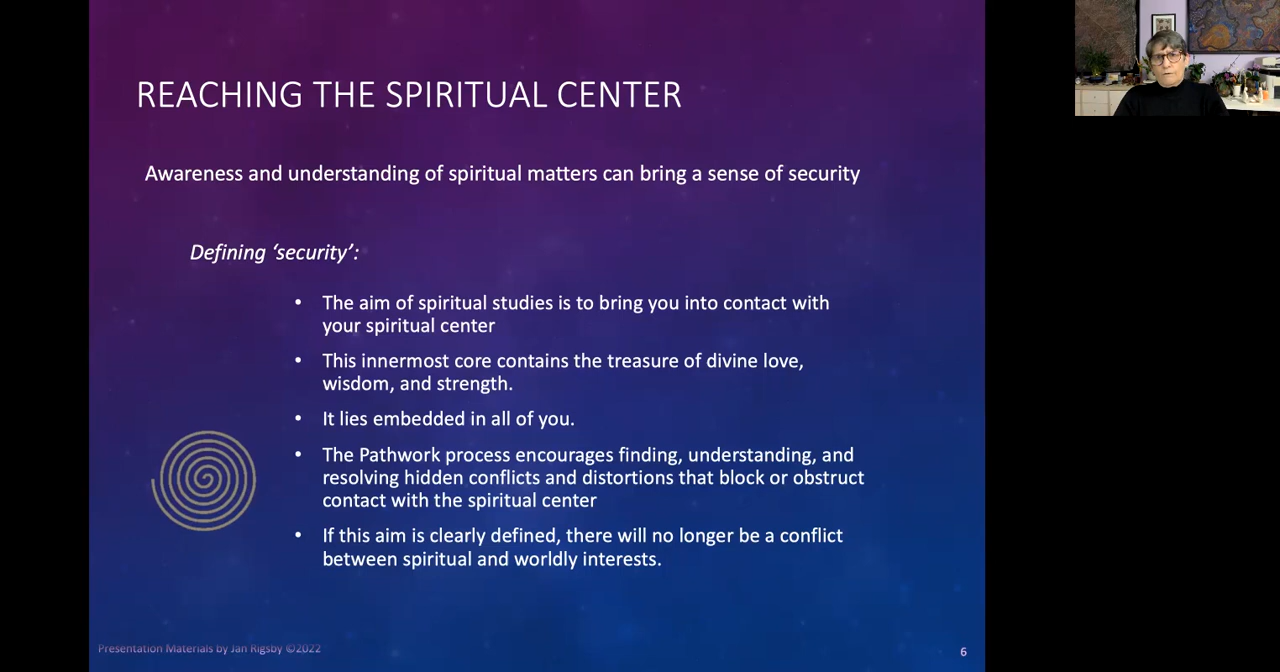 REACHING THE SPIRITUAL CENTER
Awareness and understanding of spiritual matters can bring a sense of security
Defining ‘security’:
• The aim of spiritual studies is to bring you into contact with
your spiritual center
• This innermost core contains the treasure of divine love,
wisdom, and strength.
• It lies embedded in all of you.
• The Pathwork process encourages finding, understanding, and
resolving hidden conflicts and distortions that block or obstruct
contact with the spiritual center
• If this aim is clearly defined, there will no longer be a conflict
between spiritual and worldly interests.
Presentation Materials by Jan Rigsby ©2022
6